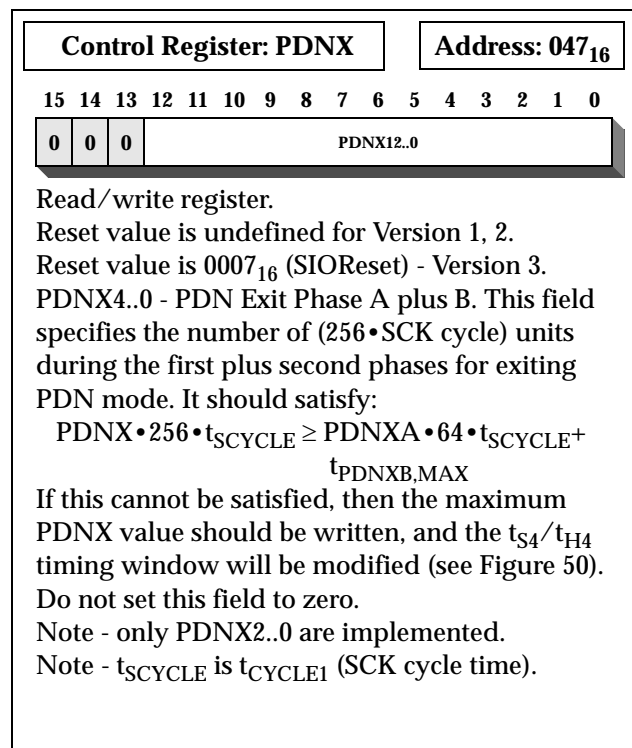 Control Register: PDNX Address: 047₁₆
15 14 13 12 11 10 9 8 7 6 5 4 3 2 1 0
0 0 0 PDNX12..0
Read/write register.
Reset value is undefined for Version 1, 2.
Reset value is 0007₁₆ (SIOReset) - Version 3.
PDNX4..0 - PDN Exit Phase A plus B. This field
specifies the number of (256•SCK cycle) units
during the first plus second phases for exiting
PDN mode. It should satisfy:
PDNX•256•tSCYCLE ≥ PDNXA•64•tSCYCLE+
tPDNXB,MAX
If this cannot be satisfied, then the maximum
PDNX value should be written, and the tS4/tH4
timing window will be modified (see Figure 50).
Do not set this field to zero.
Note - only PDNX2..0 are implemented.
Note - tSCYCLE is tCYCLE1 (SCK cycle time).